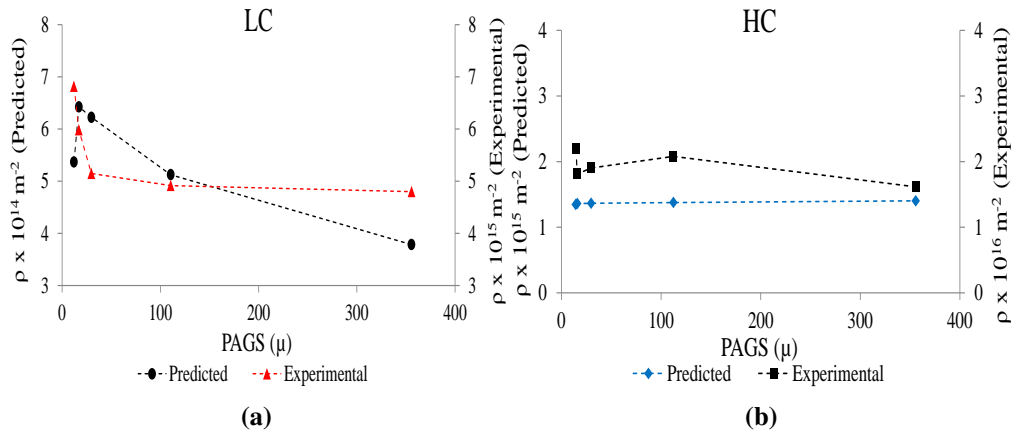 LC
8
7
6
5
4
3
8
7
6
5
4
3
0
100
200
300
400
ρ x 10¹⁴ m⁻² (Predicted)
ρ x 10¹⁵ m⁻² (Experimental)
PAGS (μ)
Predicted
Experimental
(a)
HC
4
3
2
1
0
4
3
2
1
0
0
100
200
300
400
ρ x 10¹⁵ m⁻² (Predicted)
ρ x 10¹⁶ m⁻² (Experimental)
PAGS (μ)
Predicted
Experimental
(b)